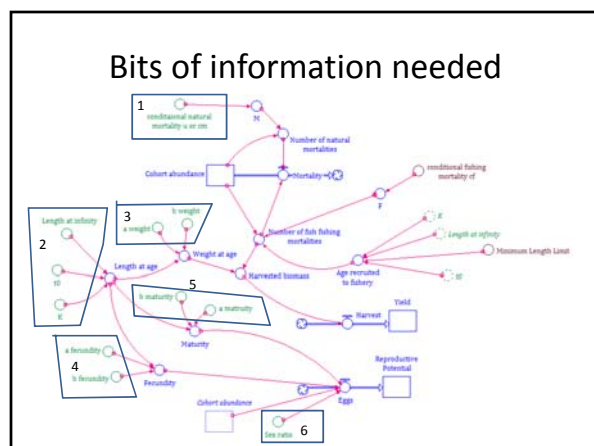 Bits of information needed
1
conditaional natural
mortality u or cm
M
Number of natural
mortalities
Cohort abundance
Mortality
conditional fishing
mortality cf
F
2
Length at infinity
t0
K
3
b weight
a weight
Weight at age
Length at age
Number of fish fishing
mortalities
Harvested biomass
K
Length at infinity
Minimum Length Limit
t0
Age recruited
to fishery
5
b maturity
a matruity
Maturity
Harvest
Yield
4
a fecundity
b fecundity
Fecundity
Reproductive
Potential
Eggs
Cohort abundance
Sex ratio
6